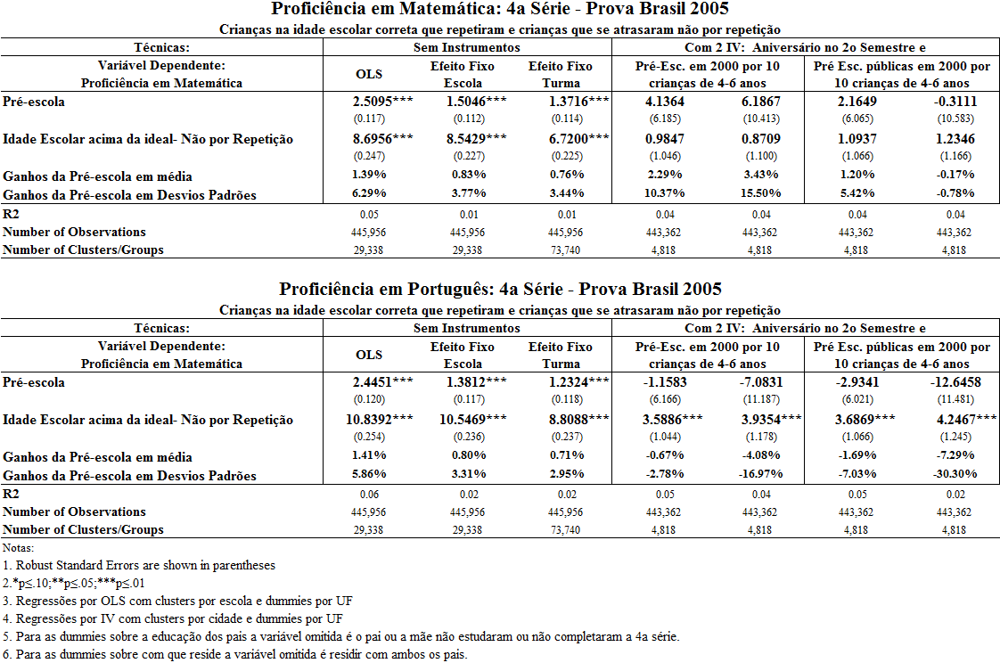 Proficiência em Matemática: 4a Série - Prova Brasil 2005
Crianças na idade escolar correta que repetiram e crianças que se atrasaram não por repetição
Técnicas: Sem Instrumentos Com 2 IV: Aniversário no 2o Semestre e
Variável Dependente: OLS Efeito Fixo Efeito Fixo Pré-Esc. em 2000 por 10 Pré Esc. públicas em 2000 por
Proficiência em Matemática Escola Turma crianças de 4-6 anos 10 crianças de 4-6 anos
Pré-escola 2.5095*** 1.5046*** 1.3716*** 4.1364 6.1867 2.1649 -0.3111
(0.117) (0.112) (0.114) (6.185) (10.413) (6.065) (10.583)
Idade Escolar acima da ideal- Não por Repetição 8.6956*** 8.5429*** 6.7200*** 0.9847 0.8709 1.0937 1.2346
(0.247) (0.227) (0.225) (1.046) (1.100) (1.066) (1.166)
Ganhos da Pré-escola em média 1.39% 0.83% 0.76% 2.29% 3.43% 1.20% -0.17%
Ganhos da Pré-escola em Desvios Padrões 6.29% 3.77% 3.44% 10.37% 15.50% 5.42% -0.78%
R2 0.05 0.01 0.01 0.04 0.04 0.04 0.04
Number of Observations 445,956 445,956 445,956 443,362 443,362 443,362 443,362
Number of Clusters/Groups 29,338 29,338 73,740 4,818 4,818 4,818 4,818
Proficiência em Português: 4a Série - Prova Brasil 2005
Crianças na idade escolar correta que repetiram e crianças que se atrasaram não por repetição
Técnicas: Sem Instrumentos Com 2 IV: Aniversário no 2o Semestre e
Variável Dependente: OLS Efeito Fixo Efeito Fixo Pré-Esc. em 2000 por 10 Pré Esc. públicas em 2000 por
Proficiência em Matemática Escola Turma crianças de 4-6 anos 10 crianças de 4-6 anos
Pré-escola 2.4451*** 1.3812*** 1.2324*** -1.1583 -7.0831 -2.9341 -12.6458
(0.120) (0.117) (0.118) (6.166) (11.187) (6.021) (11.481)
Idade Escolar acima da ideal- Não por Repetição 10.8392*** 10.5469*** 8.8088*** 3.5886*** 3.9354*** 3.6869*** 4.2467***
(0.254) (0.236) (0.237) (1.044) (1.178) (1.066) (1.245)
Ganhos da Pré-escola em média 1.41% 0.80% 0.71% -0.67% -4.08% -1.69% -7.29%
Ganhos da Pré-escola em Desvios Padrões 5.86% 3.31% 2.95% -2.78% -16.97% -7.03% -30.30%
R2 0.06 0.02 0.02 0.05 0.04 0.05 0.02
Number of Observations 445,956 445,956 445,956 443,362 443,362 443,362 443,362
Number of Clusters/Groups 29,338 29,338 73,740 4,818 4,818 4,818 4,818
Notas:
1. Robust Standard Errors are shown in parentheses
2.*p≤.10;**p≤.05;***p≤.01
3. Regressões por OLS com clusters por escola e dummies por UF
4. Regressões por IV com clusters por cidade e dummies por UF
5. Para as dummies sobre a educação dos pais a variável omitida é o pai ou a mãe não estudaram ou não completaram a 4a série.
6. Para as dummies sobre com que reside a variável omitida é residir com ambos os pais.